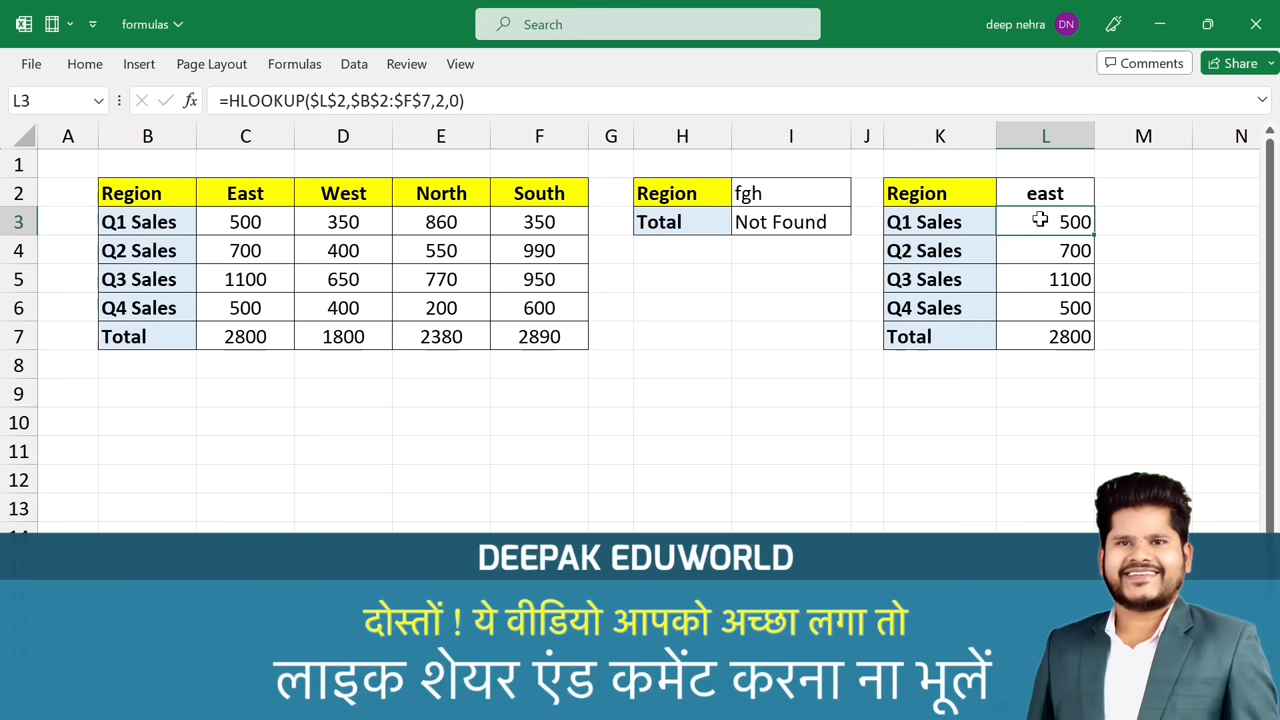 formulas
Search
deep nehra DN
File Home Insert Page Layout Formulas Data Review View Comments Share
L3 fx =HLOOKUP($L$2,$B$2:$F$7,2,0)
A B C D E F G H I J K L M N
1
2 Region East West North South Region fgh Region east
3 Q1 Sales 500 350 860 350 Total Not Found Q1 Sales 500
4 Q2 Sales 700 400 550 990 Q2 Sales 700
5 Q3 Sales 1100 650 770 950 Q3 Sales 1100
6 Q4 Sales 500 400 200 600 Q4 Sales 500
7 Total 2800 1800 2380 2890 Total 2800
8
9
10
11
12
13
DEEPAK EDUWORLD
दोस्तों ! ये वीडियो आपको अच्छा लगा तो
लाइक शेयर एंड कमेंट करना ना भूलें